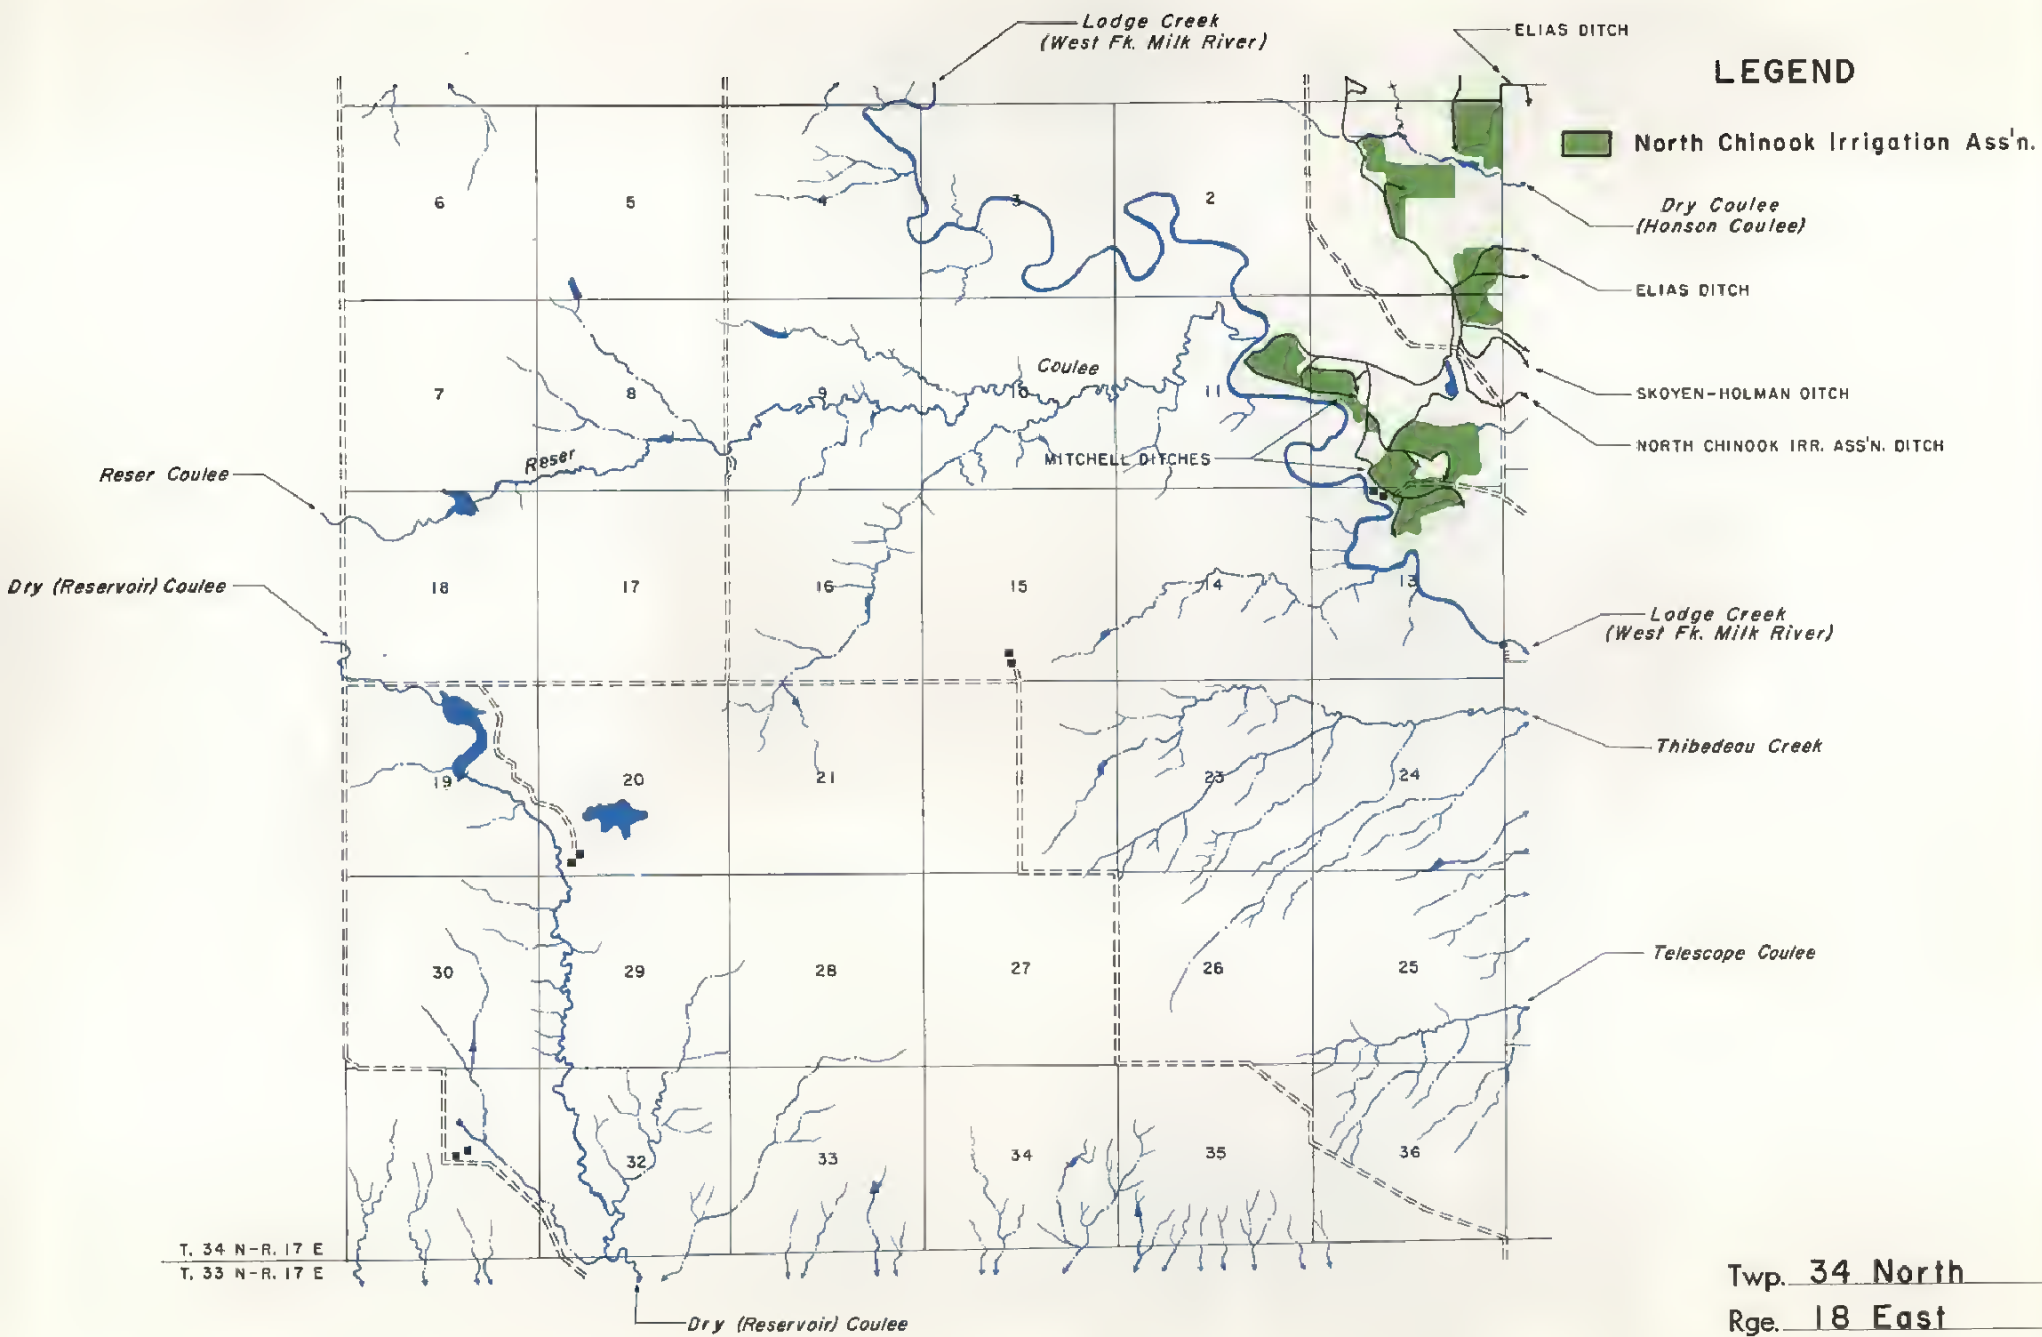 Lodge Creek
(West Fk. Milk River)
ELIAS DITCH
LEGEND
North Chinook Irrigation Ass'n.
Dry Coulee
(Honson Coulee)
6
5
4
3
2
ELIAS DITCH
7
8
9
10
Coulee
11
SKOYEN-HOLMAN DITCH
NORTH CHINOOK IRR. ASS'N. DITCH
MITCHELL DITCHES
Reser
Reser Coulee
Dry (Reservoir) Coulee
18
17
16
15
14
13
Lodge Creek
(West Fk. Milk River)
Thibedeau Creek
19
20
21
23
24
Telescope Coulee
30
29
28
27
26
25
32
33
34
35
36
T. 34 N-R. 17 E
T. 33 N-R. 17 E
Dry (Reservoir) Coulee
Twp. 34 North
Rge. 18 East